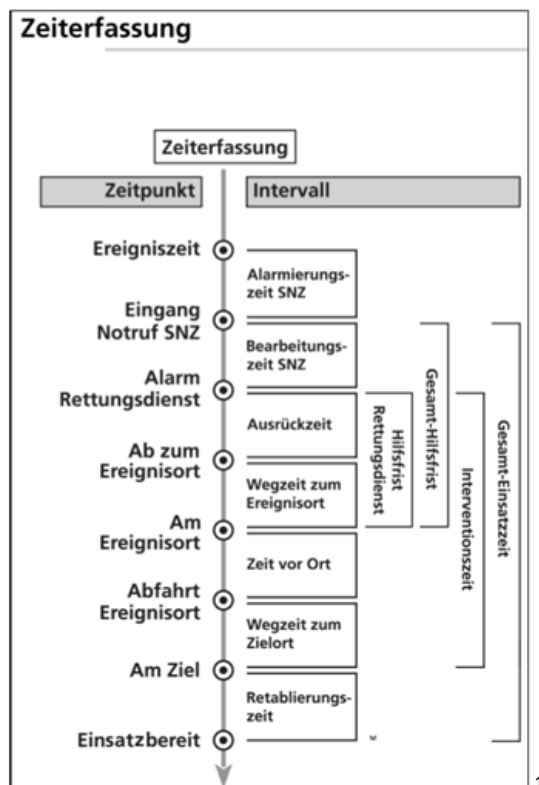 Zeiterfassung
Zeiterfassung
Zeitpunkt
Intervall
Ereigniszeit
Alarmierungs-
zeit SNZ
Eingang
Notruf SNZ
Bearbeitungs-
zeit SNZ
Alarm
Rettungsdienst
Ausrückzeit
Ab zum
Ereignisort
Wegzeit zum
Ereignisort
Am
Ereignisort
Zeit vor Ort
Abfahrt
Ereignisort
Wegzeit zum
Zielort
Am Ziel
Retablierungs-
zeit
Einsatzbereit
Hilfsfrist
Rettungsdienst
Gesamt-Hilfsfrist
Interventionszeit
Gesamt-Einsatzzeit